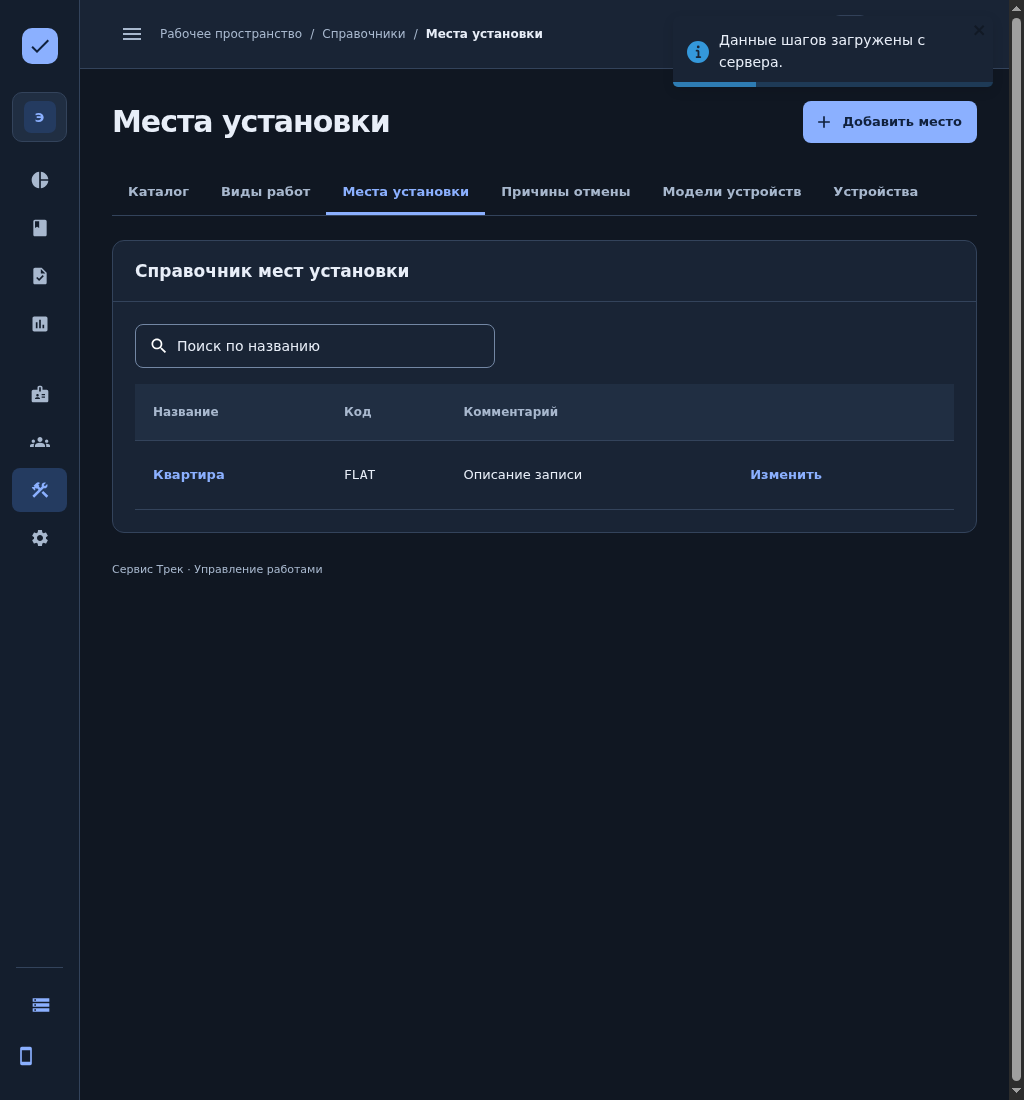 Рабочее пространство / Справочники / Места установки
Данные шагов загружены с
сервера.
э
Места установки
Добавить место
Каталог Виды работ Места установки Причины отмены Модели устройств Устройства
Справочник мест установки
Поиск по названию
Название Код Комментарий
Квартира FLAT Описание записи Изменить
Сервис Трек · Управление работами